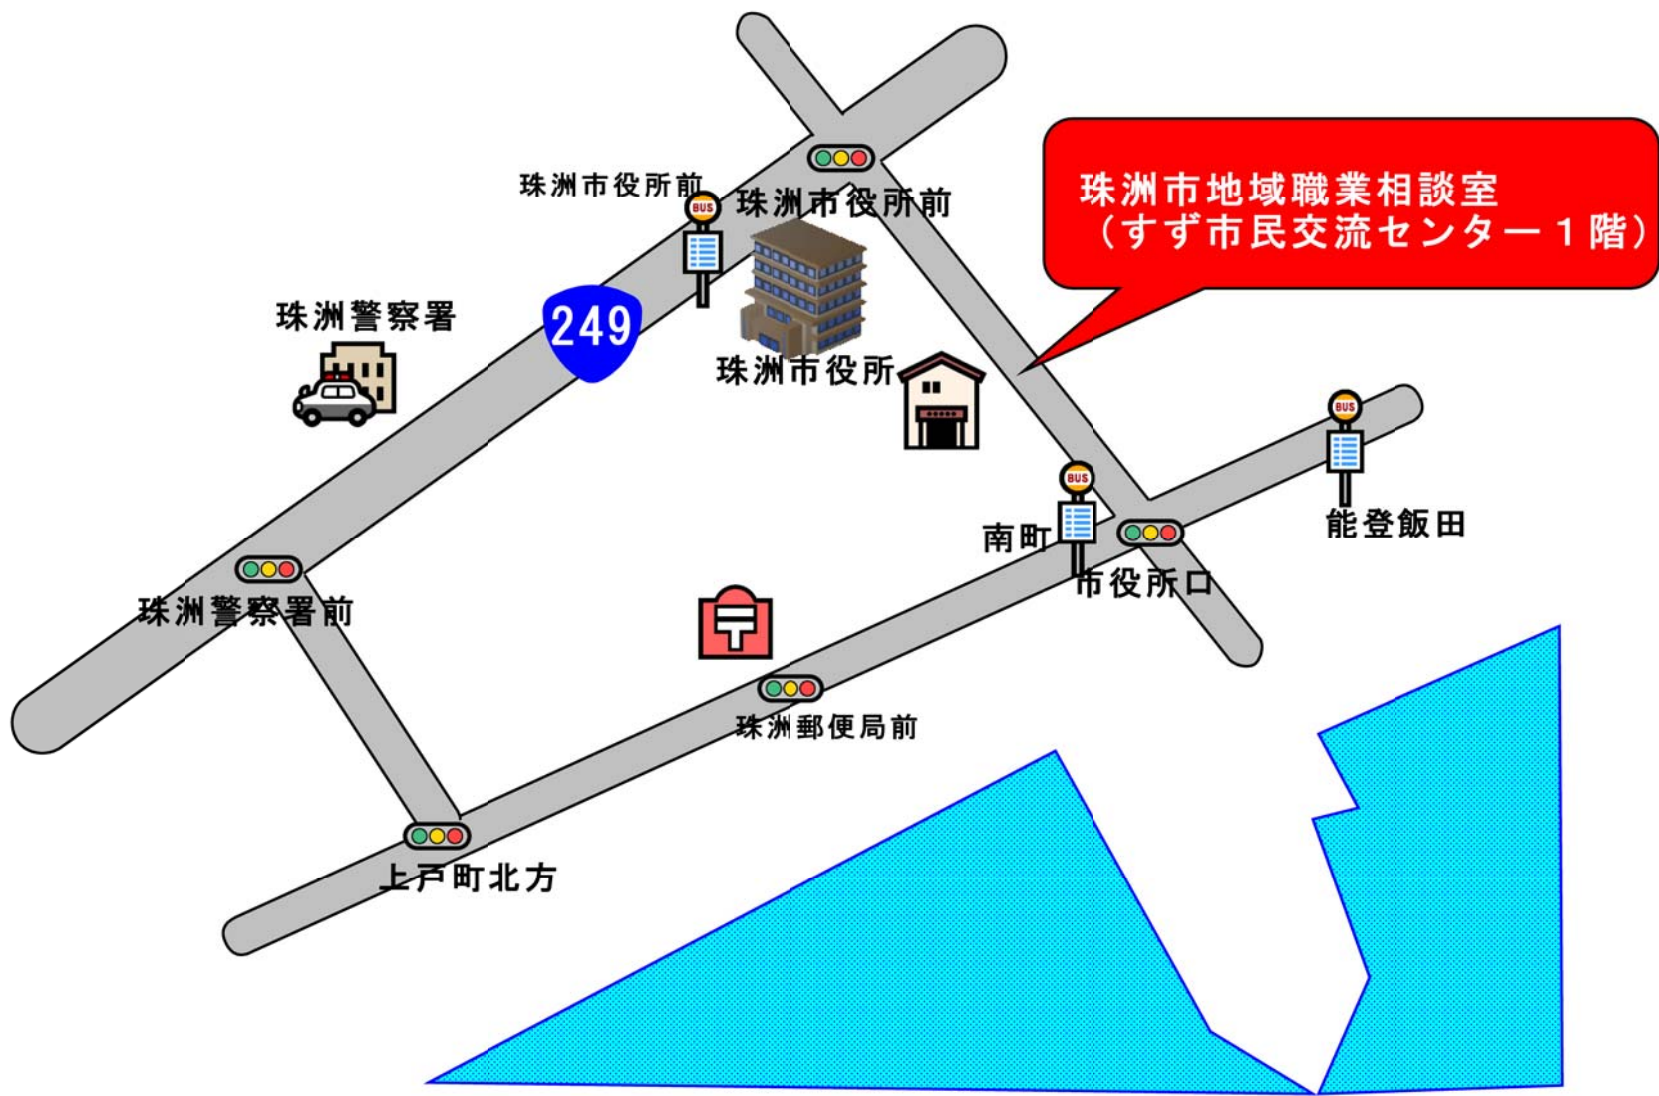 珠洲市役所前
BUS
珠洲市役所前
珠洲市地域職業相談室
（すず市民交流センター１階）
珠洲警察署
249
珠洲市役所
BUS
能登飯田
BUS
南町
市役所口
珠洲警察署前
〒
珠洲郵便局前
上戸町北方